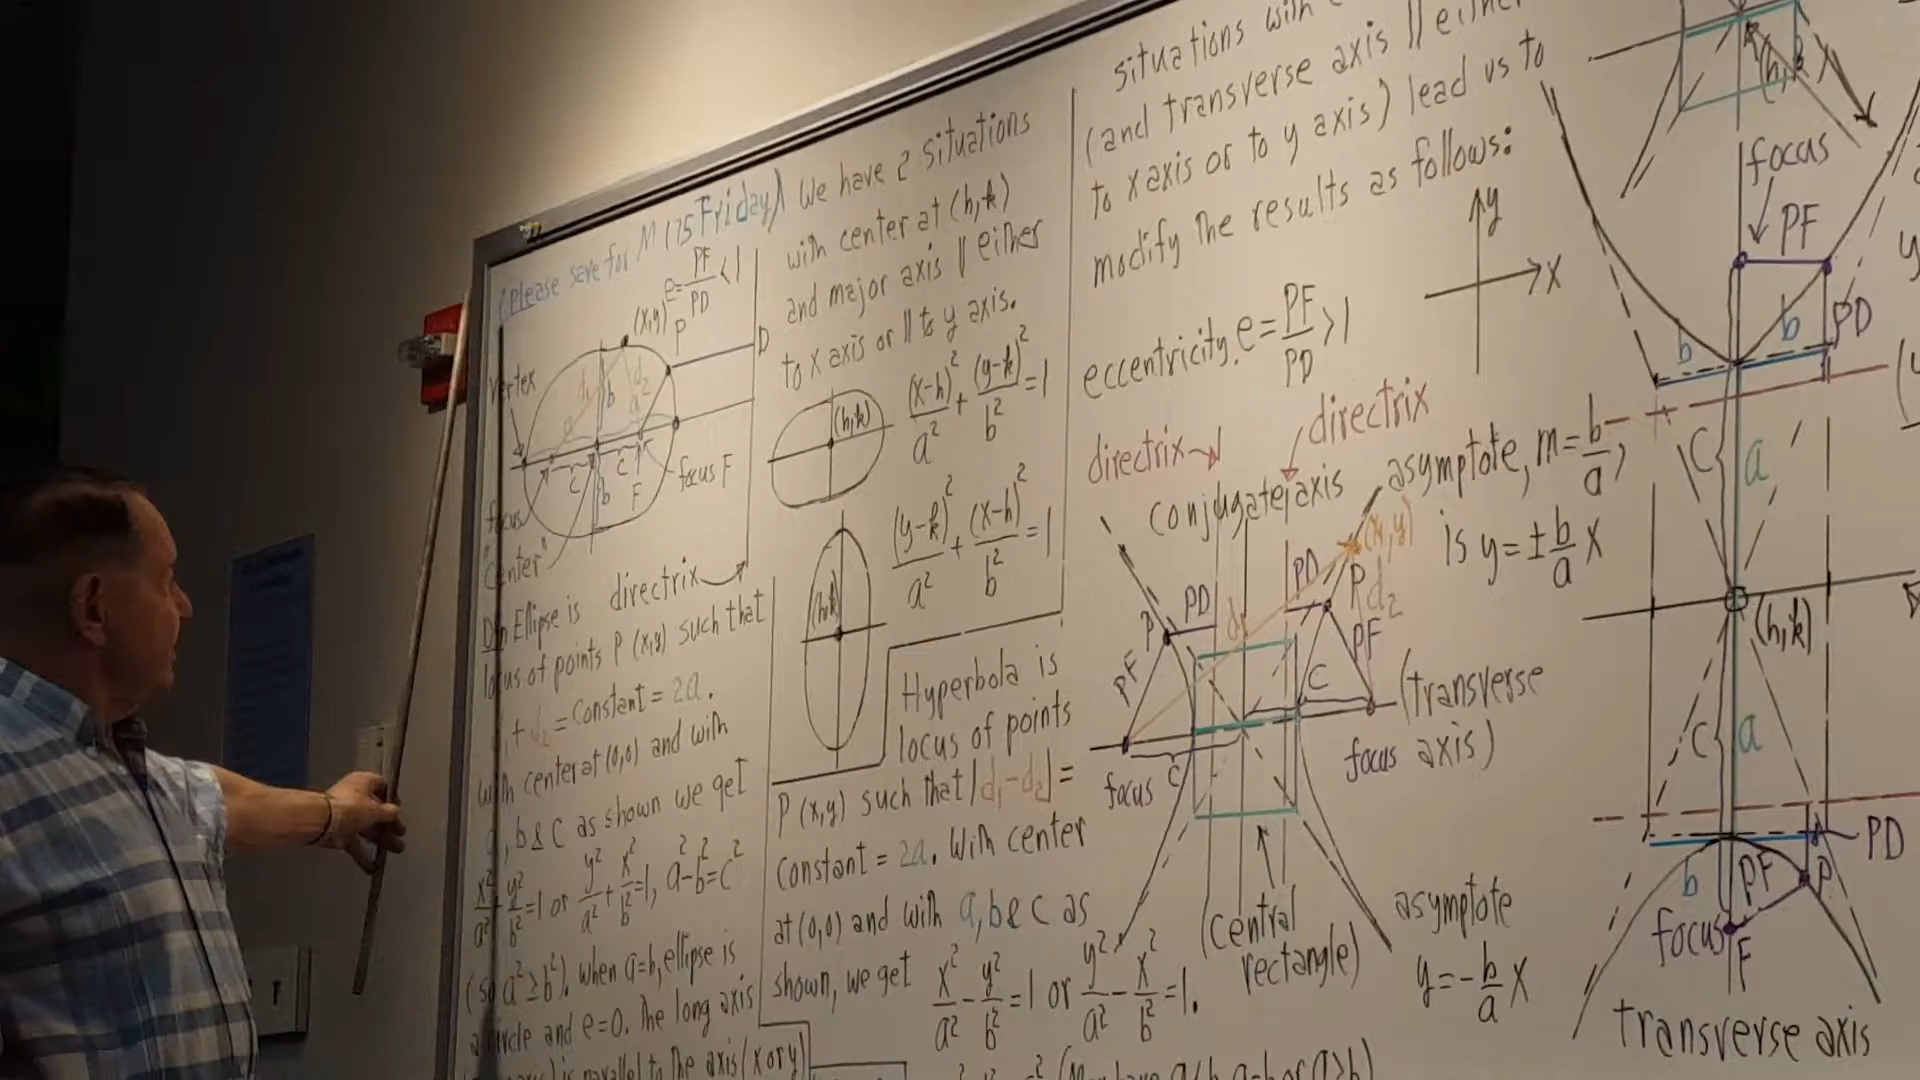 (please save for M175 Friday)
e = PF/PD < 1
(x,y)
P
D
vertex
d1
d2
b
a
a
c
c
b
F
focus F
focus
"center"
directrix
Dfn Ellipse is
locus of points P (x,y) such that
+ d2 = constant = 2a.
with center at (0,0) and with
a, b & c as shown we get
x²/a² + y²/b² = 1 or y²/a² + x²/b² = 1, a²-b²=c²
(so a² ≥ b²). When a=b, ellipse is
a circle and e=0. The long axis
is parallel to the axis (x or y)
We have 2 situations
with center at (h,k)
and major axis || either
to x axis or || to y axis.
(h,k)
(x-h)²/a² + (y-k)²/b² = 1
(h,k)
(y-k)²/a² + (x-h)²/b² = 1
Hyperbola is
locus of points
P (x,y) such that |d1-d2| =
constant = 2a. With center
at (0,0) and with a, b & c as
shown, we get x²/a² - y²/b² = 1 or y²/a² - x²/b² = 1.
situations with
(and transverse axis || either
to x axis or to y axis) lead us to
modify the results as follows:
y
x
eccentricity, e = PF/PD > 1
directrix
directrix
conjugate axis
asymptote, m = b/a,
is y = ± b/a x
(x,y)
P
PD
PD
P
d1
d2
PF
PF
C
(transverse
axis)
focus
focus
C
(central
rectangle)
asymptote
y = - b/a x
(h,k
focus
PF
b
b
PD
C
a
(h,k)
C
a
b
PF
P
PD
focus
F
transverse axis